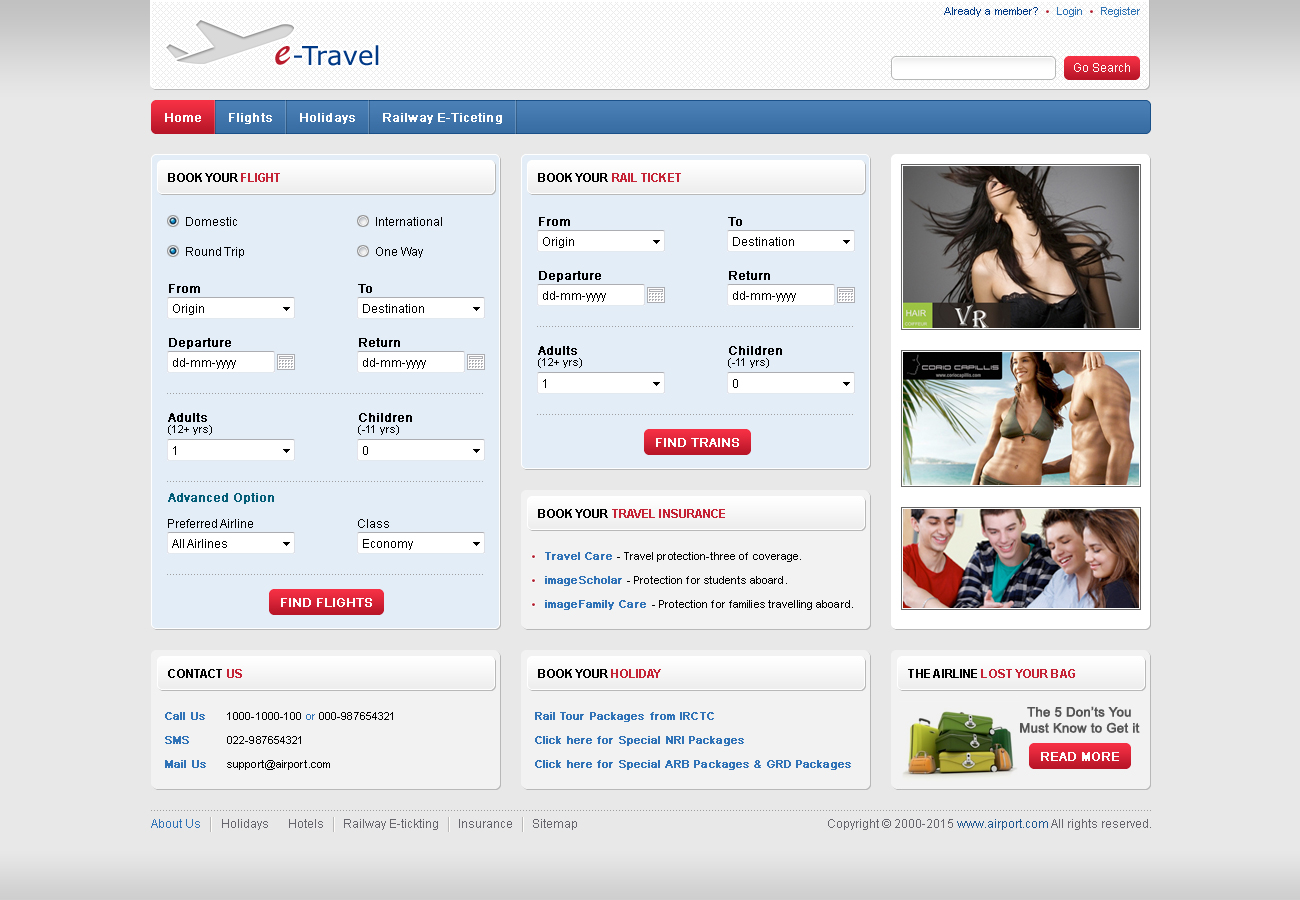 Already a member? • Login • Register
e-Travel
Go Search
Home Flights Holidays Railway E-Ticeting
BOOK YOUR FLIGHT
Domestic International
Round Trip One Way
From To
Origin Destination
Departure Return
dd-mm-yyyy dd-mm-yyyy
Adults Children
(12+ yrs) (-11 yrs)
1 0
Advanced Option
Preferred Airline Class
All Airlines Economy
FIND FLIGHTS
BOOK YOUR RAIL TICKET
From To
Origin Destination
Departure Return
dd-mm-yyyy dd-mm-yyyy
Adults Children
(12+ yrs) (-11 yrs)
1 0
FIND TRAINS
BOOK YOUR TRAVEL INSURANCE
• Travel Care - Travel protection-three of coverage.
• imageScholar - Protection for students aboard.
• imageFamily Care - Protection for families travelling aboard.
HAIR
VR
CORIO CAPILLIS
www.coriocapillis.com
CONTACT US
Call Us 1000-1000-100 or 000-987654321
SMS 022-987654321
Mail Us support@airport.com
BOOK YOUR HOLIDAY
Rail Tour Packages from IRCTC
Click here for Special NRI Packages
Click here for Special ARB Packages & GRD Packages
THE AIRLINE LOST YOUR BAG
The 5 Don'ts You
Must Know to Get it
READ MORE
About Us Holidays Hotels Railway E-tickting Insurance Sitemap
Copyright © 2000-2015 www.airport.com All rights reserved.